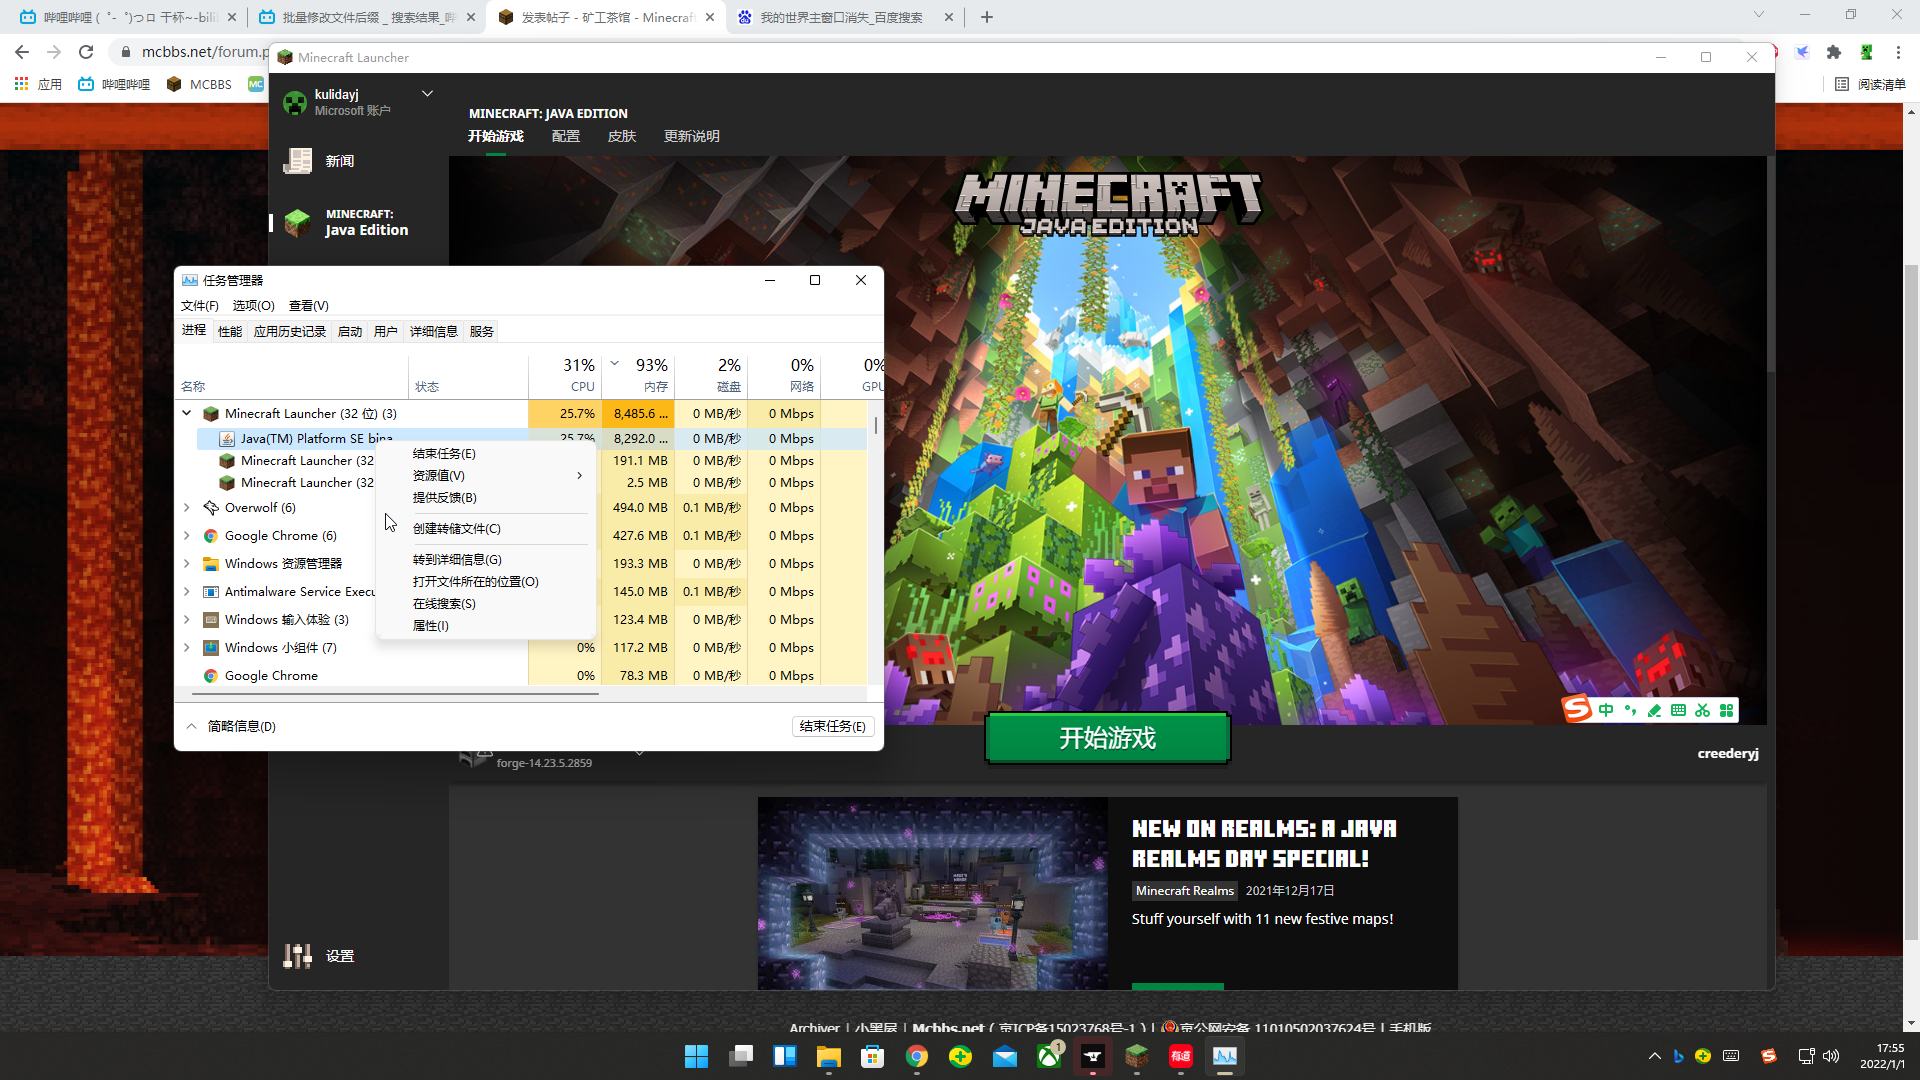 哔哩哔哩 (゜-゜)つロ 干杯~-bili
批量修改文件后缀 _ 搜索结果_哔
发表帖子 - 矿工茶馆 - Minecraft
我的世界主窗口消失_百度搜索
mcbbs.net/forum.p
应用
哔哩哔哩
MCBBS
MC
阅读清单
Minecraft Launcher
kulidayj
Microsoft 账户
新闻
MINECRAFT:
Java Edition
设置
MINECRAFT: JAVA EDITION
开始游戏 配置 皮肤 更新说明
MINECRAFT
JAVA EDITION
任务管理器
文件(F) 选项(O) 查看(V)
进程 性能 应用历史记录 启动 用户 详细信息 服务
31% 93% 2% 0% 0%
名称 状态 CPU 内存 磁盘 网络 GPU
Minecraft Launcher (32 位) (3) 25.7% 8,485.6 ... 0 MB/秒 0 Mbps
Java(TM) Platform SE bina 25.7% 8,292.0 ... 0 MB/秒 0 Mbps
Minecraft Launcher (32 191.1 MB 0 MB/秒 0 Mbps
Minecraft Launcher (32 2.5 MB 0 MB/秒 0 Mbps
Overwolf (6) 494.0 MB 0.1 MB/秒 0 Mbps
Google Chrome (6) 427.6 MB 0.1 MB/秒 0 Mbps
Windows 资源管理器 193.3 MB 0 MB/秒 0 Mbps
Antimalware Service Execu 145.0 MB 0.1 MB/秒 0 Mbps
Windows 输入体验 (3) 123.4 MB 0 MB/秒 0 Mbps
Windows 小组件 (7) 0% 117.2 MB 0 MB/秒 0 Mbps
Google Chrome 0% 78.3 MB 0 MB/秒 0 Mbps
结束任务(E)
资源值(V)
提供反馈(B)
创建转储文件(C)
转到详细信息(G)
打开文件所在的位置(O)
在线搜索(S)
属性(I)
简略信息(D)
结束任务(E)
中
开始游戏
forge-14.23.5.2859
creederyj
NEW ON REALMS: A JAVA
REALMS DAY SPECIAL!
Minecraft Realms 2021年12月17日
Stuff yourself with 11 new festive maps!
Archiver | 小黑屋 | Mcbbs.net ( 京ICP备15023768号-1 ) | 京公网安备 11010502037624号 | 手机版
1
有道
17:55
2022/1/1